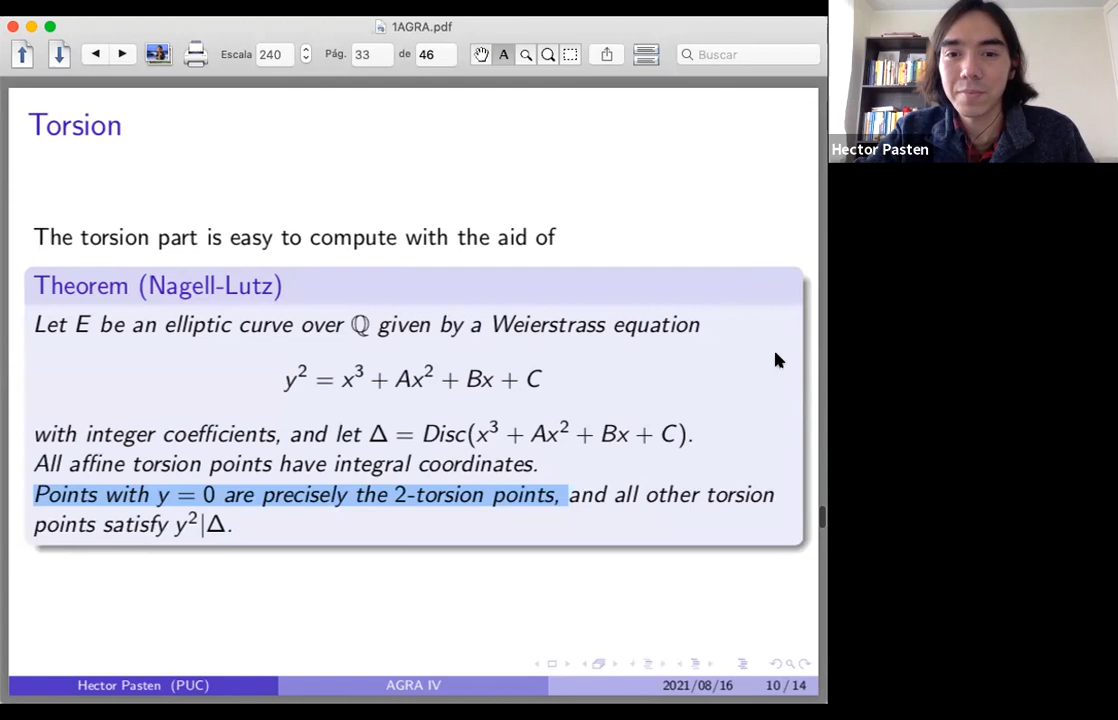 1AGRA.pdf
Escala 240 Pág. 33 de 46 A Buscar
Hector Pasten
Torsion
The torsion part is easy to compute with the aid of
Theorem (Nagell-Lutz)
Let E be an elliptic curve over ℚ given by a Weierstrass equation
y² = x³ + Ax² + Bx + C
with integer coefficients, and let Δ = Disc(x³ + Ax² + Bx + C).
All affine torsion points have integral coordinates.
Points with y = 0 are precisely the 2-torsion points, and all other torsion
points satisfy y²|Δ.
Hector Pasten (PUC) AGRA IV 2021/08/16 10 / 14